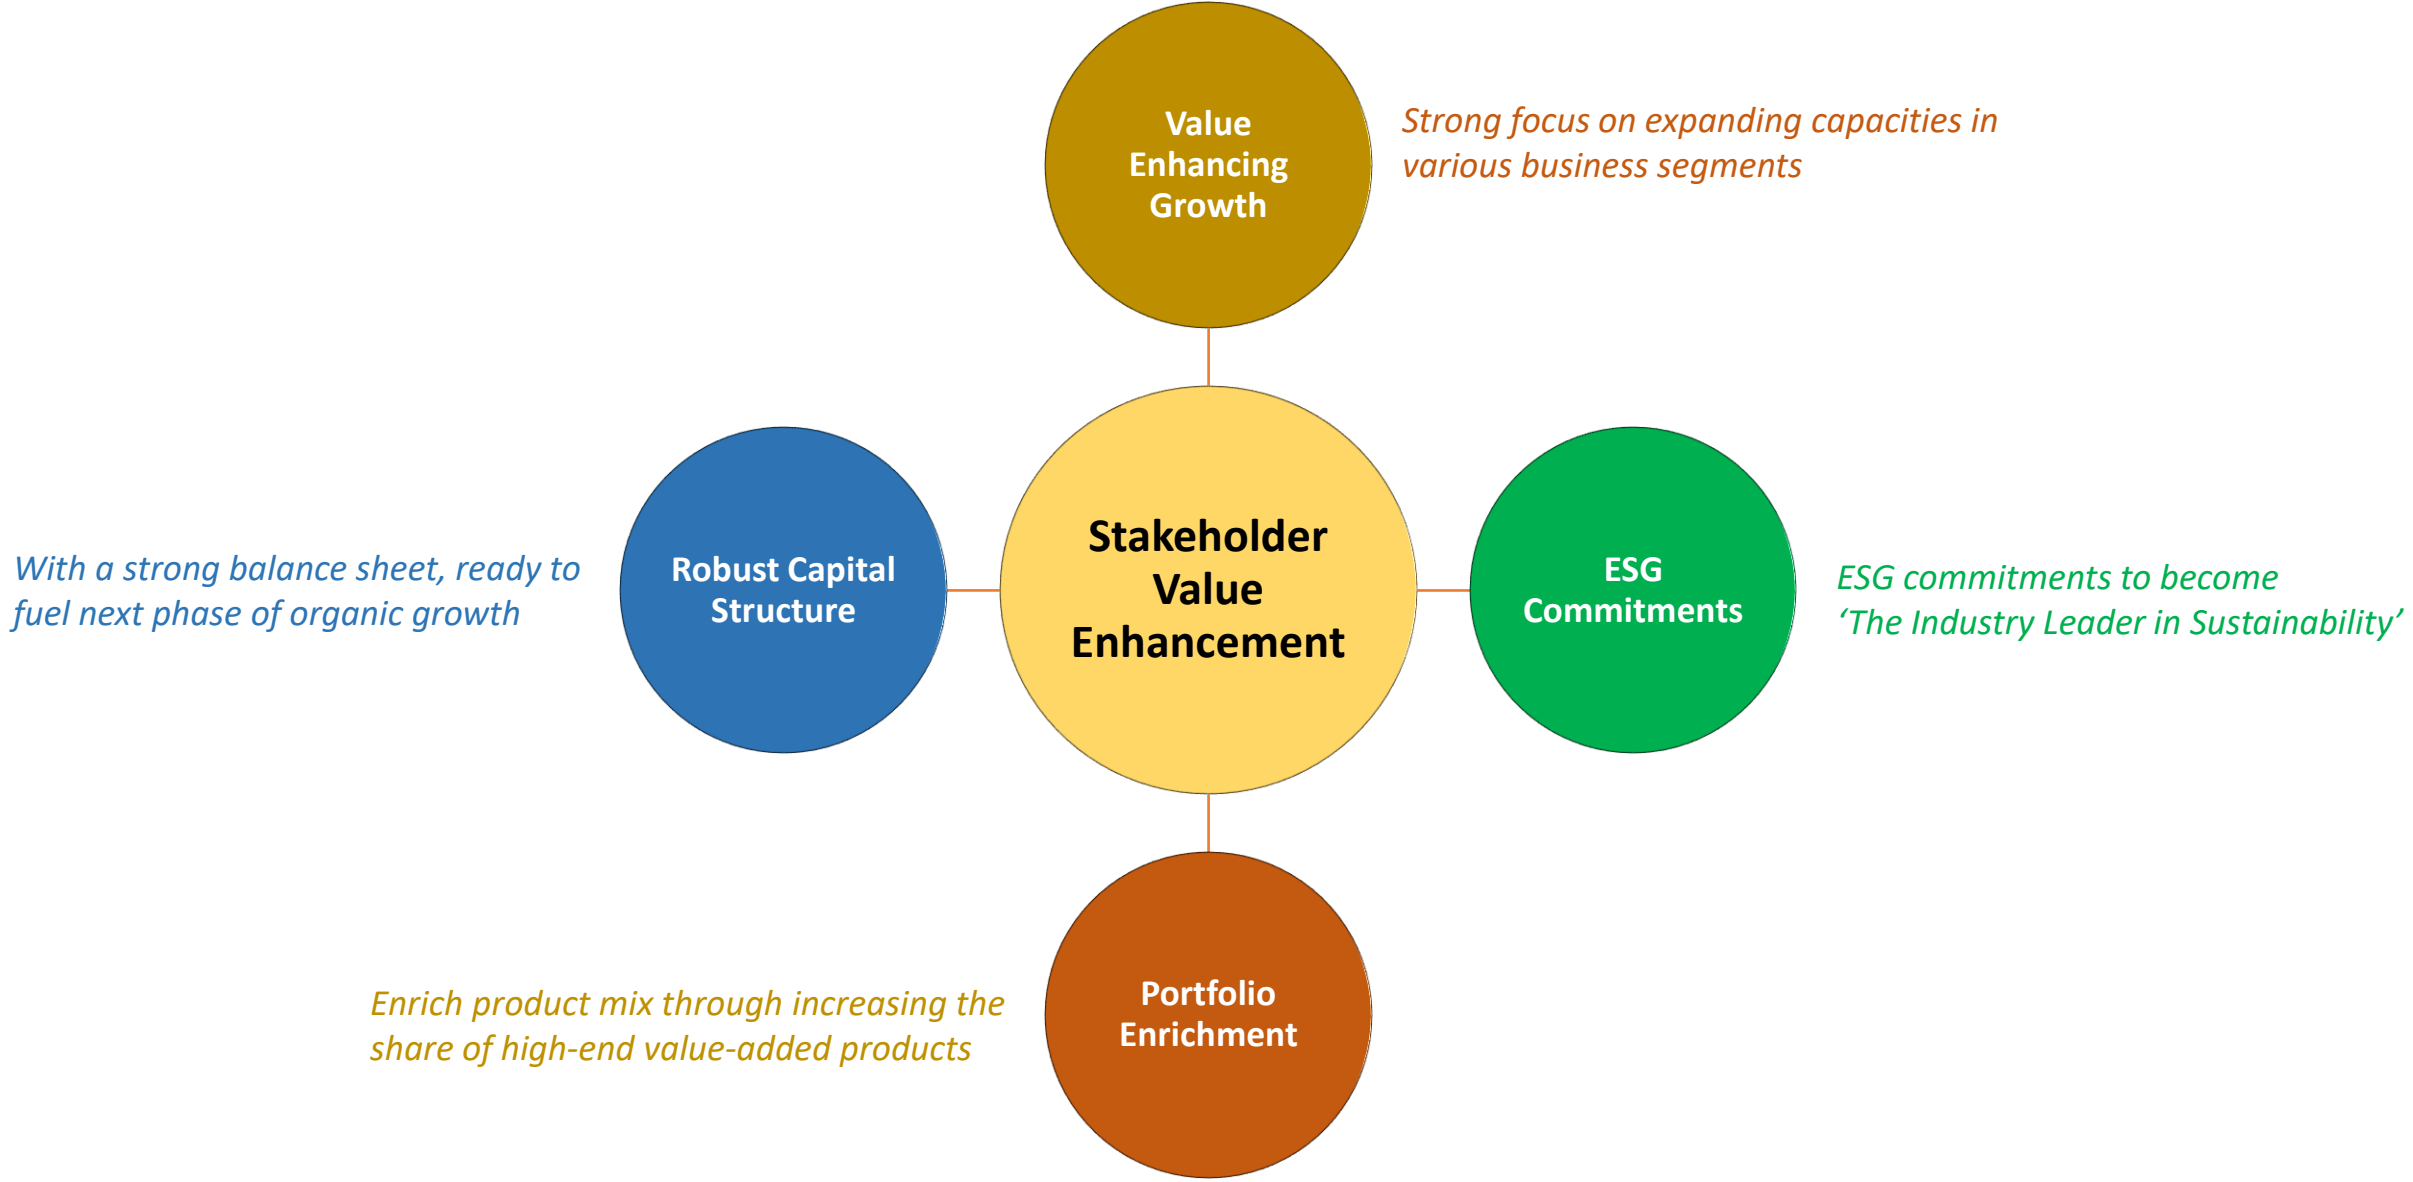 Value
Enhancing
Growth
Strong focus on expanding capacities in
various business segments
With a strong balance sheet, ready to
fuel next phase of organic growth
Robust Capital
Structure
Stakeholder
Value
Enhancement
ESG
Commitments
ESG commitments to become
‘The Industry Leader in Sustainability’
Enrich product mix through increasing the
share of high-end value-added products
Portfolio
Enrichment